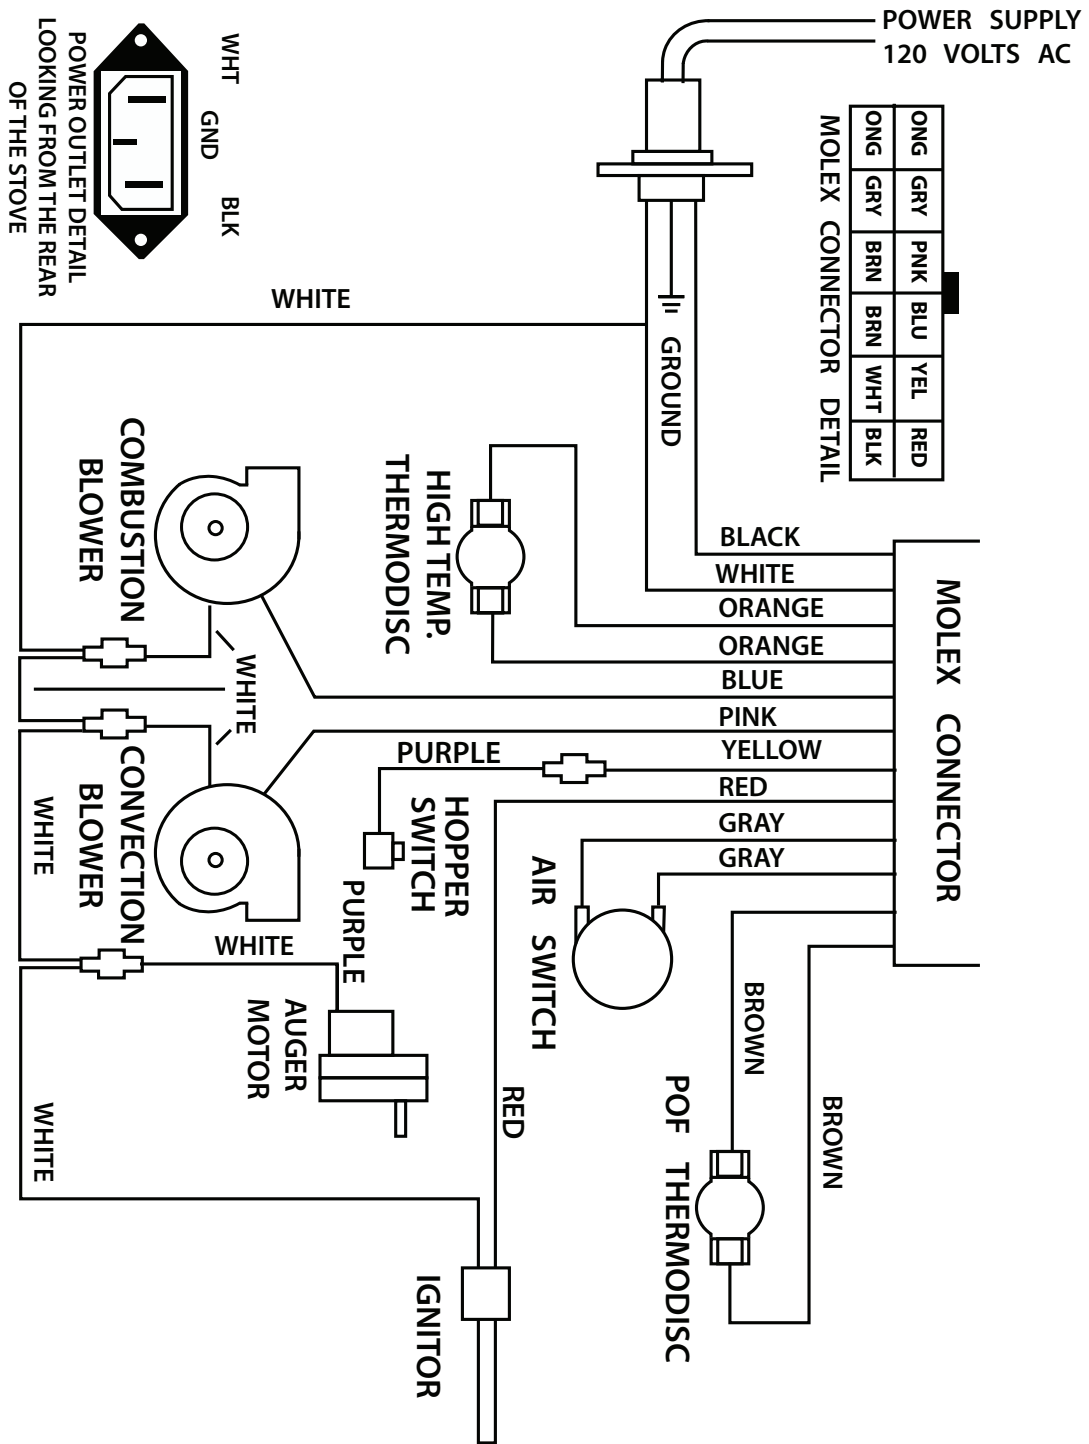 POWER SUPPLY
120 VOLTS AC
WHT
GND
BLK
POWER OUTLET DETAIL
LOOKING FROM THE REAR
OF THE STOVE
ONG GRY PNK BLU YEL RED
ONG GRY BRN BRN WHT BLK
MOLEX CONNECTOR DETAIL
WHITE
GROUND
COMBUSTION
BLOWER
HIGH TEMP.
THERMODISC
BLACK
WHITE
ORANGE
ORANGE
BLUE
PINK
YELLOW
RED
GRAY
GRAY
MOLEX CONNECTOR
WHITE
PURPLE
HOPPER
SWITCH
PURPLE
CONVECTION
BLOWER
WHITE
WHITE
AIR SWITCH
AUGER
MOTOR
BROWN
BROWN
RED
POF THERMODISC
WHITE
IGNITOR